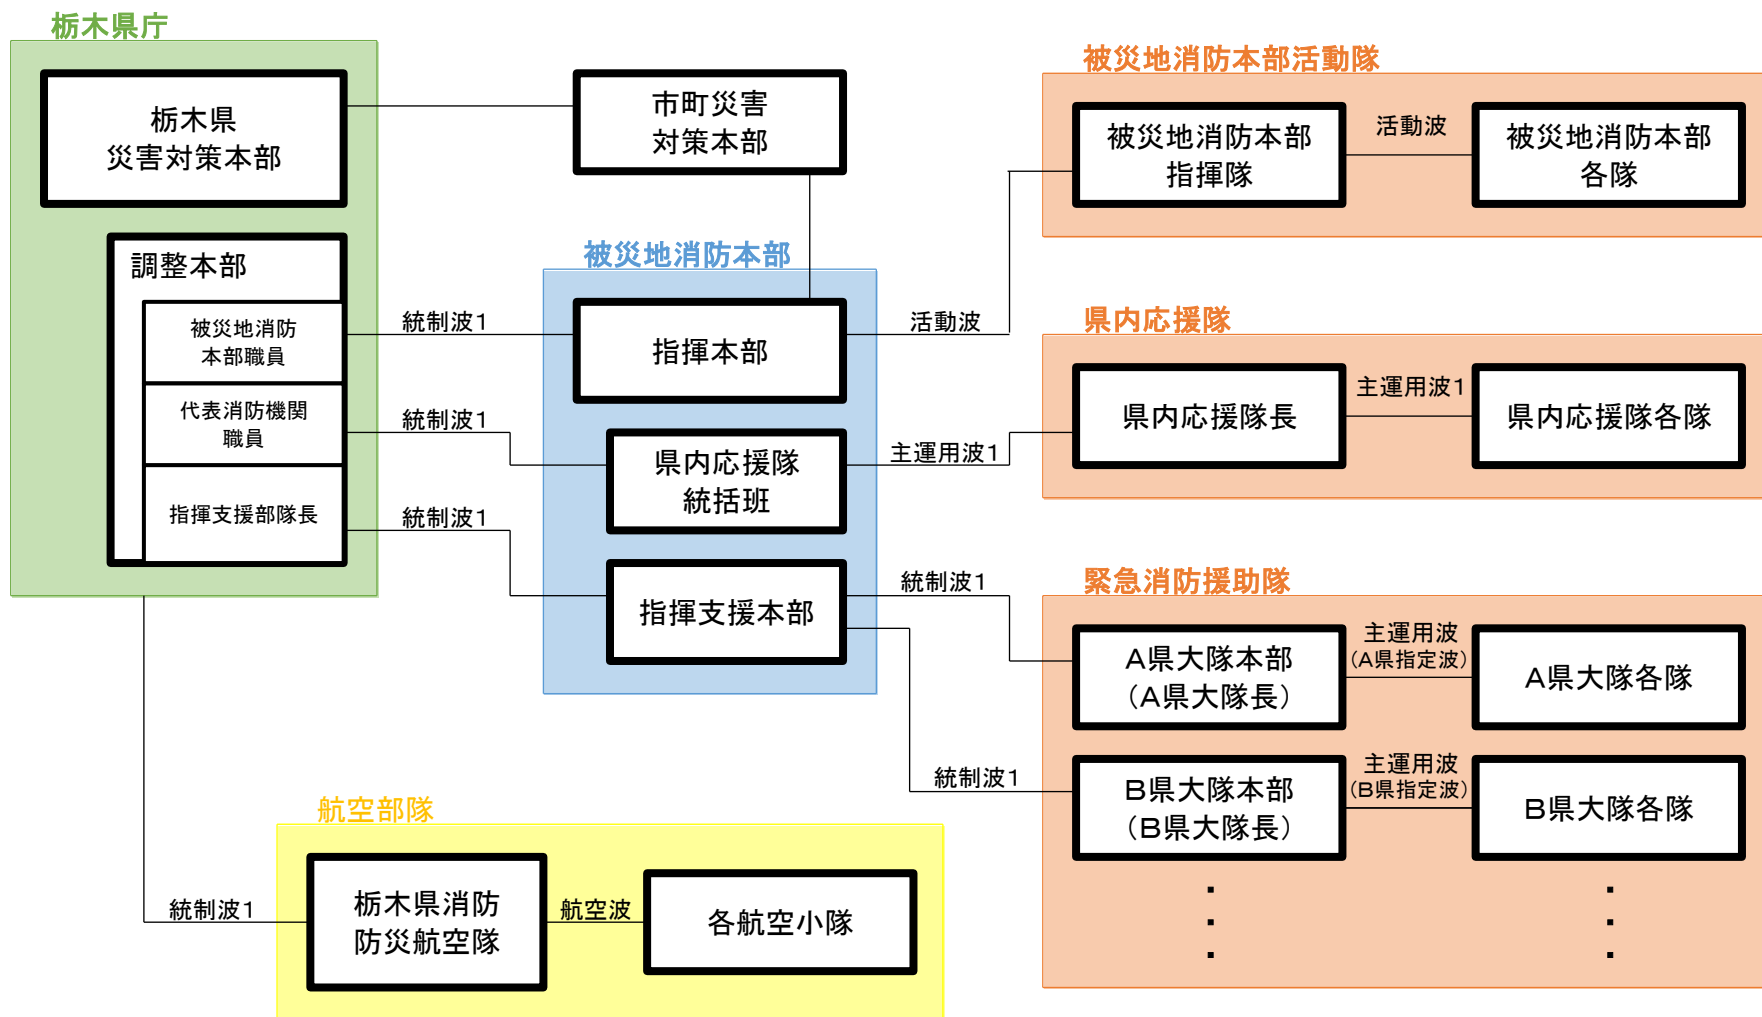 栃木県庁
栃木県
災害対策本部
市町災害
対策本部
調整本部
被災地消防
本部職員
代表消防機関
職員
指揮支援部隊長
統制波1
統制波1
統制波1
被災地消防本部
指揮本部
県内応援隊
統括班
指揮支援本部
活動波
主運用波1
統制波1
統制波1
被災地消防本部活動隊
被災地消防本部
指揮隊
活動波
被災地消防本部
各隊
県内応援隊
県内応援隊長
主運用波1
県内応援隊各隊
緊急消防援助隊
A県大隊本部
(A県大隊長)
主運用波
(A県指定波)
A県大隊各隊
B県大隊本部
(B県大隊長)
主運用波
(B県指定波)
B県大隊各隊
・
・
・
・
・
・
航空部隊
統制波1
栃木県消防
防災航空隊
航空波
各航空小隊